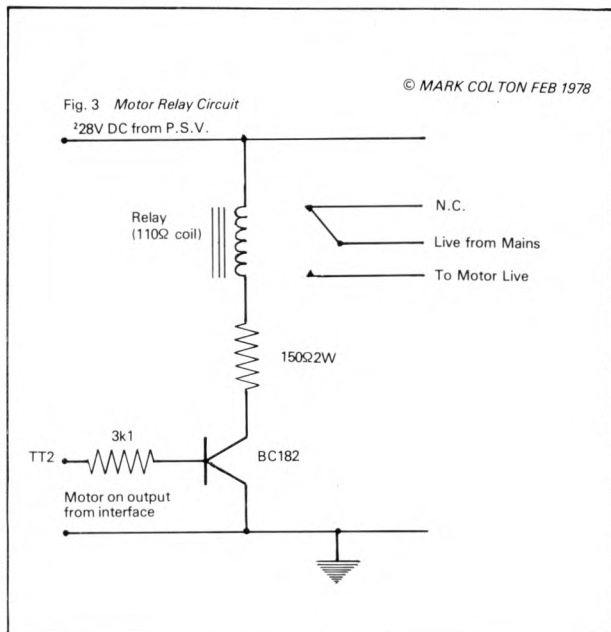 © MARK COLTON FEB 1978
Fig. 3 Motor Relay Circuit
²28V DC from P.S.V.
Relay
(110Ω coil)
N.C.
Live from Mains
To Motor Live
150Ω2W
3k1
TT2
BC182
Motor on output
from interface